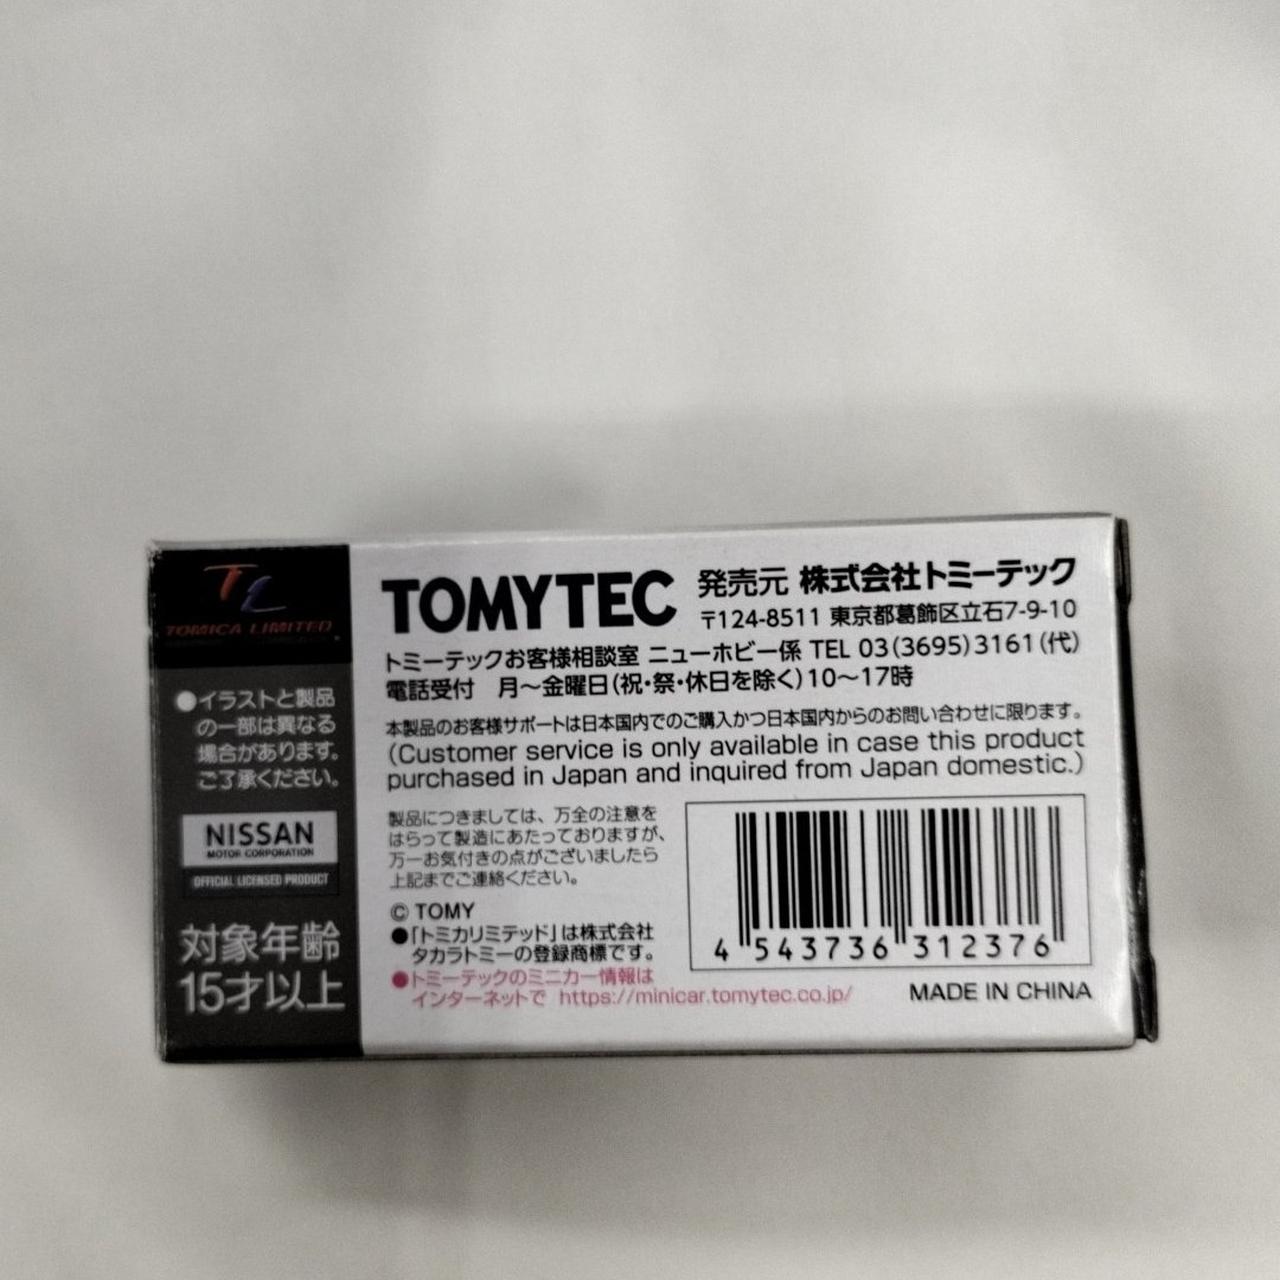 TL
TOMICA LIMITED
●イラストと製品
の一部は異なる
場合があります。
ご了承ください。
NISSAN
MOTOR CORPORATION
OFFICIAL LICENSED PRODUCT
対象年齢
15才以上
TOMYTEC 発売元 株式会社トミーテック
〒124-8511 東京都葛飾区立石7-9-10
トミーテックお客様相談室 ニューホビー係 TEL 03(3695)3161(代)
電話受付 月〜金曜日(祝・祭・休日を除く)10〜17時
本製品のお客様サポートは日本国内でのご購入かつ日本国内からのお問い合わせに限ります。
(Customer service is only available in case this product
purchased in Japan and inquired from Japan domestic.)
製品につきましては、万全の注意を
はらって製造にあたっておりますが、
万一お気付きの点がございましたら
上記までご連絡ください。
© TOMY
●「トミカリミテッド」は株式会社
タカラトミーの登録商標です。
●トミーテックのミニカー情報は
インターネットで https://minicar.tomytec.co.jp/
4 543736 312376
MADE IN CHINA